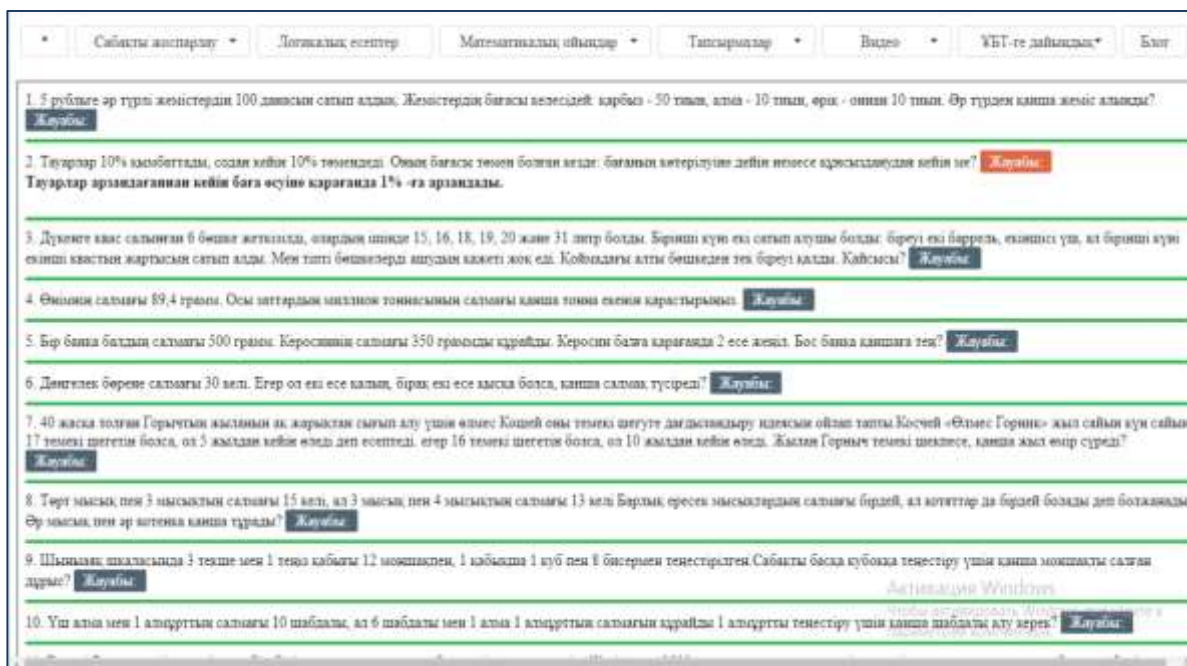 * Сабақты жоспарлау Логикалық есептер Математикалық ойындар Тапсырмалар Видео ҰБТ-ге дайындық Блог
1. 5 рубльге әр түрлі жемістердің 100 данасын сатып алдық. Жемістердің бағасы келесідей: қарбыз - 50 тиын, алма - 10 тиын, өрік - оннан 10 тиын. Әр түрден қанша жеміс алынды?
Жауабы:
2. Тауарлар 10% қымбаттады, содан кейін 10% төмендеді. Оның бағасы төмен болған кезде: бағаның көтерілуіне дейін немесе құнсызданудан кейін ме? Жауабы:
Тауарлар арзандағаннан кейін баға өсуіне қарағанда 1% -ға арзандады.
3. Дүкенге квас салынған 6 бөшке жеткізілді, олардың ішінде 15, 16, 18, 19, 20 және 31 литр болды. Бірінші күні екі сатып алушы болды: біреуі екі баррель, екіншісі үш, ал бірінші күні
екінші квастың жартысын сатып алды. Мен тіпті бөшкелерді ашудың қажеті жоқ еді. Қоймадағы алты бөшкеден тек біреуі қалды. Қайсысы? Жауабы:
4. Өнімнің салмағы 89,4 грамм. Осы заттардың миллион тоннасының салмағы қанша тонна екенін қарастырыңыз. Жауабы:
5. Бір банка балдың салмағы 500 грамм. Керосиннің салмағы 350 граммды құрайды. Керосин балға қарағанда 2 есе жеңіл. Бос банка қаншаға тең? Жауабы:
6. Дөңгелек бөрене салмағы 30 келі. Егер ол екі есе қалың, бірақ екі есе қысқа болса, қанша салмақ түсіреді? Жауабы:
7. 40 жасқа толған Горычтың жыланын ақ жарықтан сығып алу үшін өлмес Кощей оны темекі шегуге дағдыландыру идеясын ойлап тапты.Косчей «Өлмес Горник» жыл сайын күн сайын
17 темекі шегетін болса, ол 5 жылдан кейін өледі деп есептеді. егер 16 темекі шегетін болса, ол 10 жылдан кейін өледі. Жылан Горныч темекі шекпесе, қанша жыл өмір сүреді?
Жауабы:
8. Төрт мысық пен 3 мысықтың салмағы 15 келі, ал 3 мысық пен 4 мысықтың салмағы 13 келі Барлық ересек мысықтардың салмағы бірдей, ал котяттар да бірдей болады деп болжанады.
Әр мысық пен әр котенка қанша тұрады? Жауабы:
9. Шыныаяқ шкаласында 3 текше мен 1 теңіз қабығы 12 моншақпен, 1 қабықша 1 куб пен 8 бисермен теңестірілген.Сабақты басқа кубокқа теңестіру үшін қанша моншақты салған
дұрыс? Жауабы:
Активация Windows
10. Үш алма мен 1 алмұрттың салмағы 10 шабдалы, ал 6 шабдалы мен 1 алма 1 алмұрттың салмағын құрайды 1 алмұртты теңестіру үшін қанша шабдалы алу керек? Жауабы: